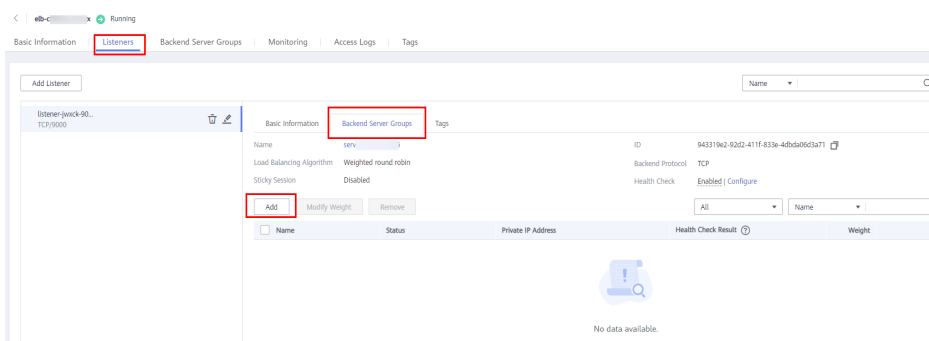 elb-c x Running
Basic Information Listeners Backend Server Groups Monitoring Access Logs Tags
Add Listener Name
listener-jwxck-90...
TCP/9000
Basic Information Backend Server Groups Tags
Name serv ID 943319e2-92d2-411f-833e-4dbda06d3a71
Load Balancing Algorithm Weighted round robin Backend Protocol TCP
Sticky Session Disabled Health Check Enabled | Configure
Add Modify Weight Remove All Name
Name Status Private IP Address Health Check Result Weight
No data available.